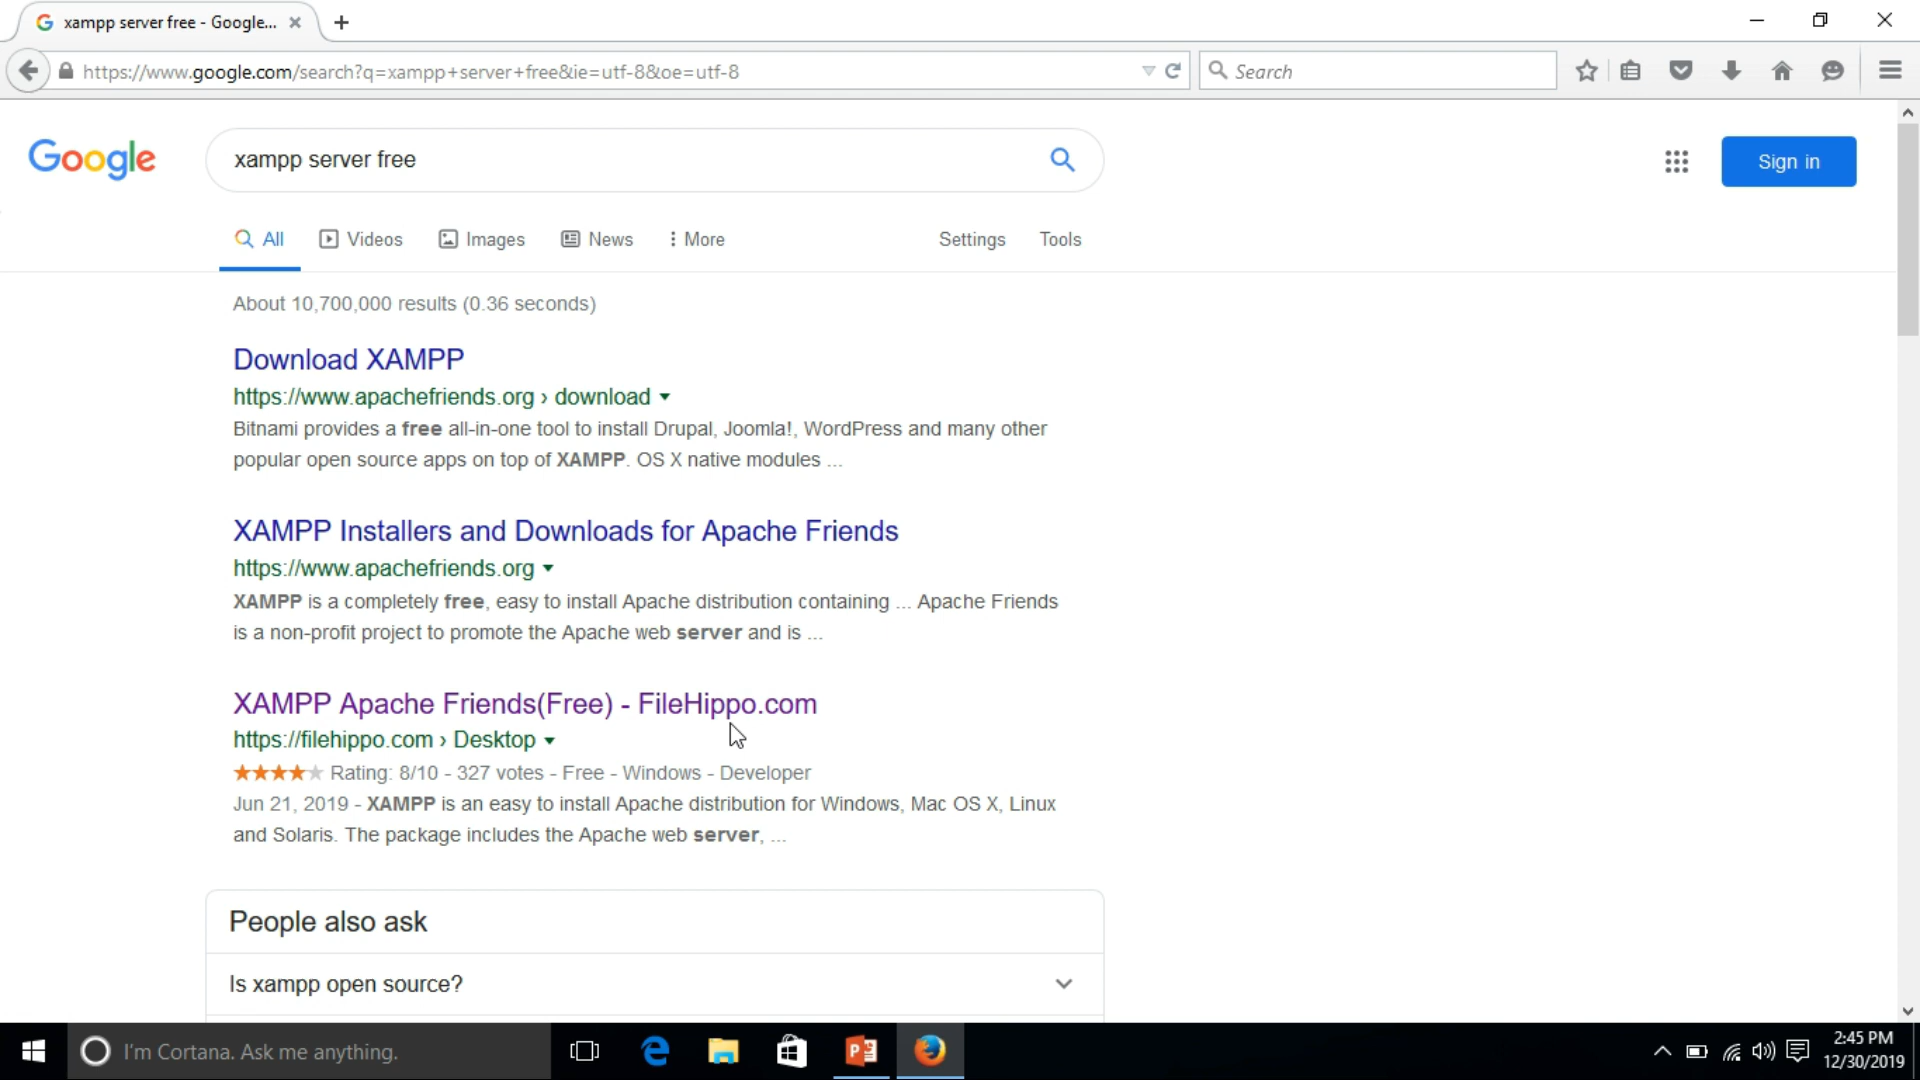 xampp server free - Google...
https://www.google.com/search?q=xampp+server+free&ie=utf-8&oe=utf-8
Search
Google
xampp server free
Sign in
All
Videos
Images
News
More
Settings
Tools
About 10,700,000 results (0.36 seconds)
Download XAMPP
https://www.apachefriends.org › download
Bitnami provides a free all-in-one tool to install Drupal, Joomla!, WordPress and many other
popular open source apps on top of XAMPP. OS X native modules ...
XAMPP Installers and Downloads for Apache Friends
https://www.apachefriends.org
XAMPP is a completely free, easy to install Apache distribution containing ... Apache Friends
is a non-profit project to promote the Apache web server and is ...
XAMPP Apache Friends(Free) - FileHippo.com
https://filehippo.com › Desktop
Rating: 8/10 - 327 votes - Free - Windows - Developer
Jun 21, 2019 - XAMPP is an easy to install Apache distribution for Windows, Mac OS X, Linux
and Solaris. The package includes the Apache web server, ...
People also ask
Is xampp open source?
I'm Cortana. Ask me anything.
2:45 PM
12/30/2019